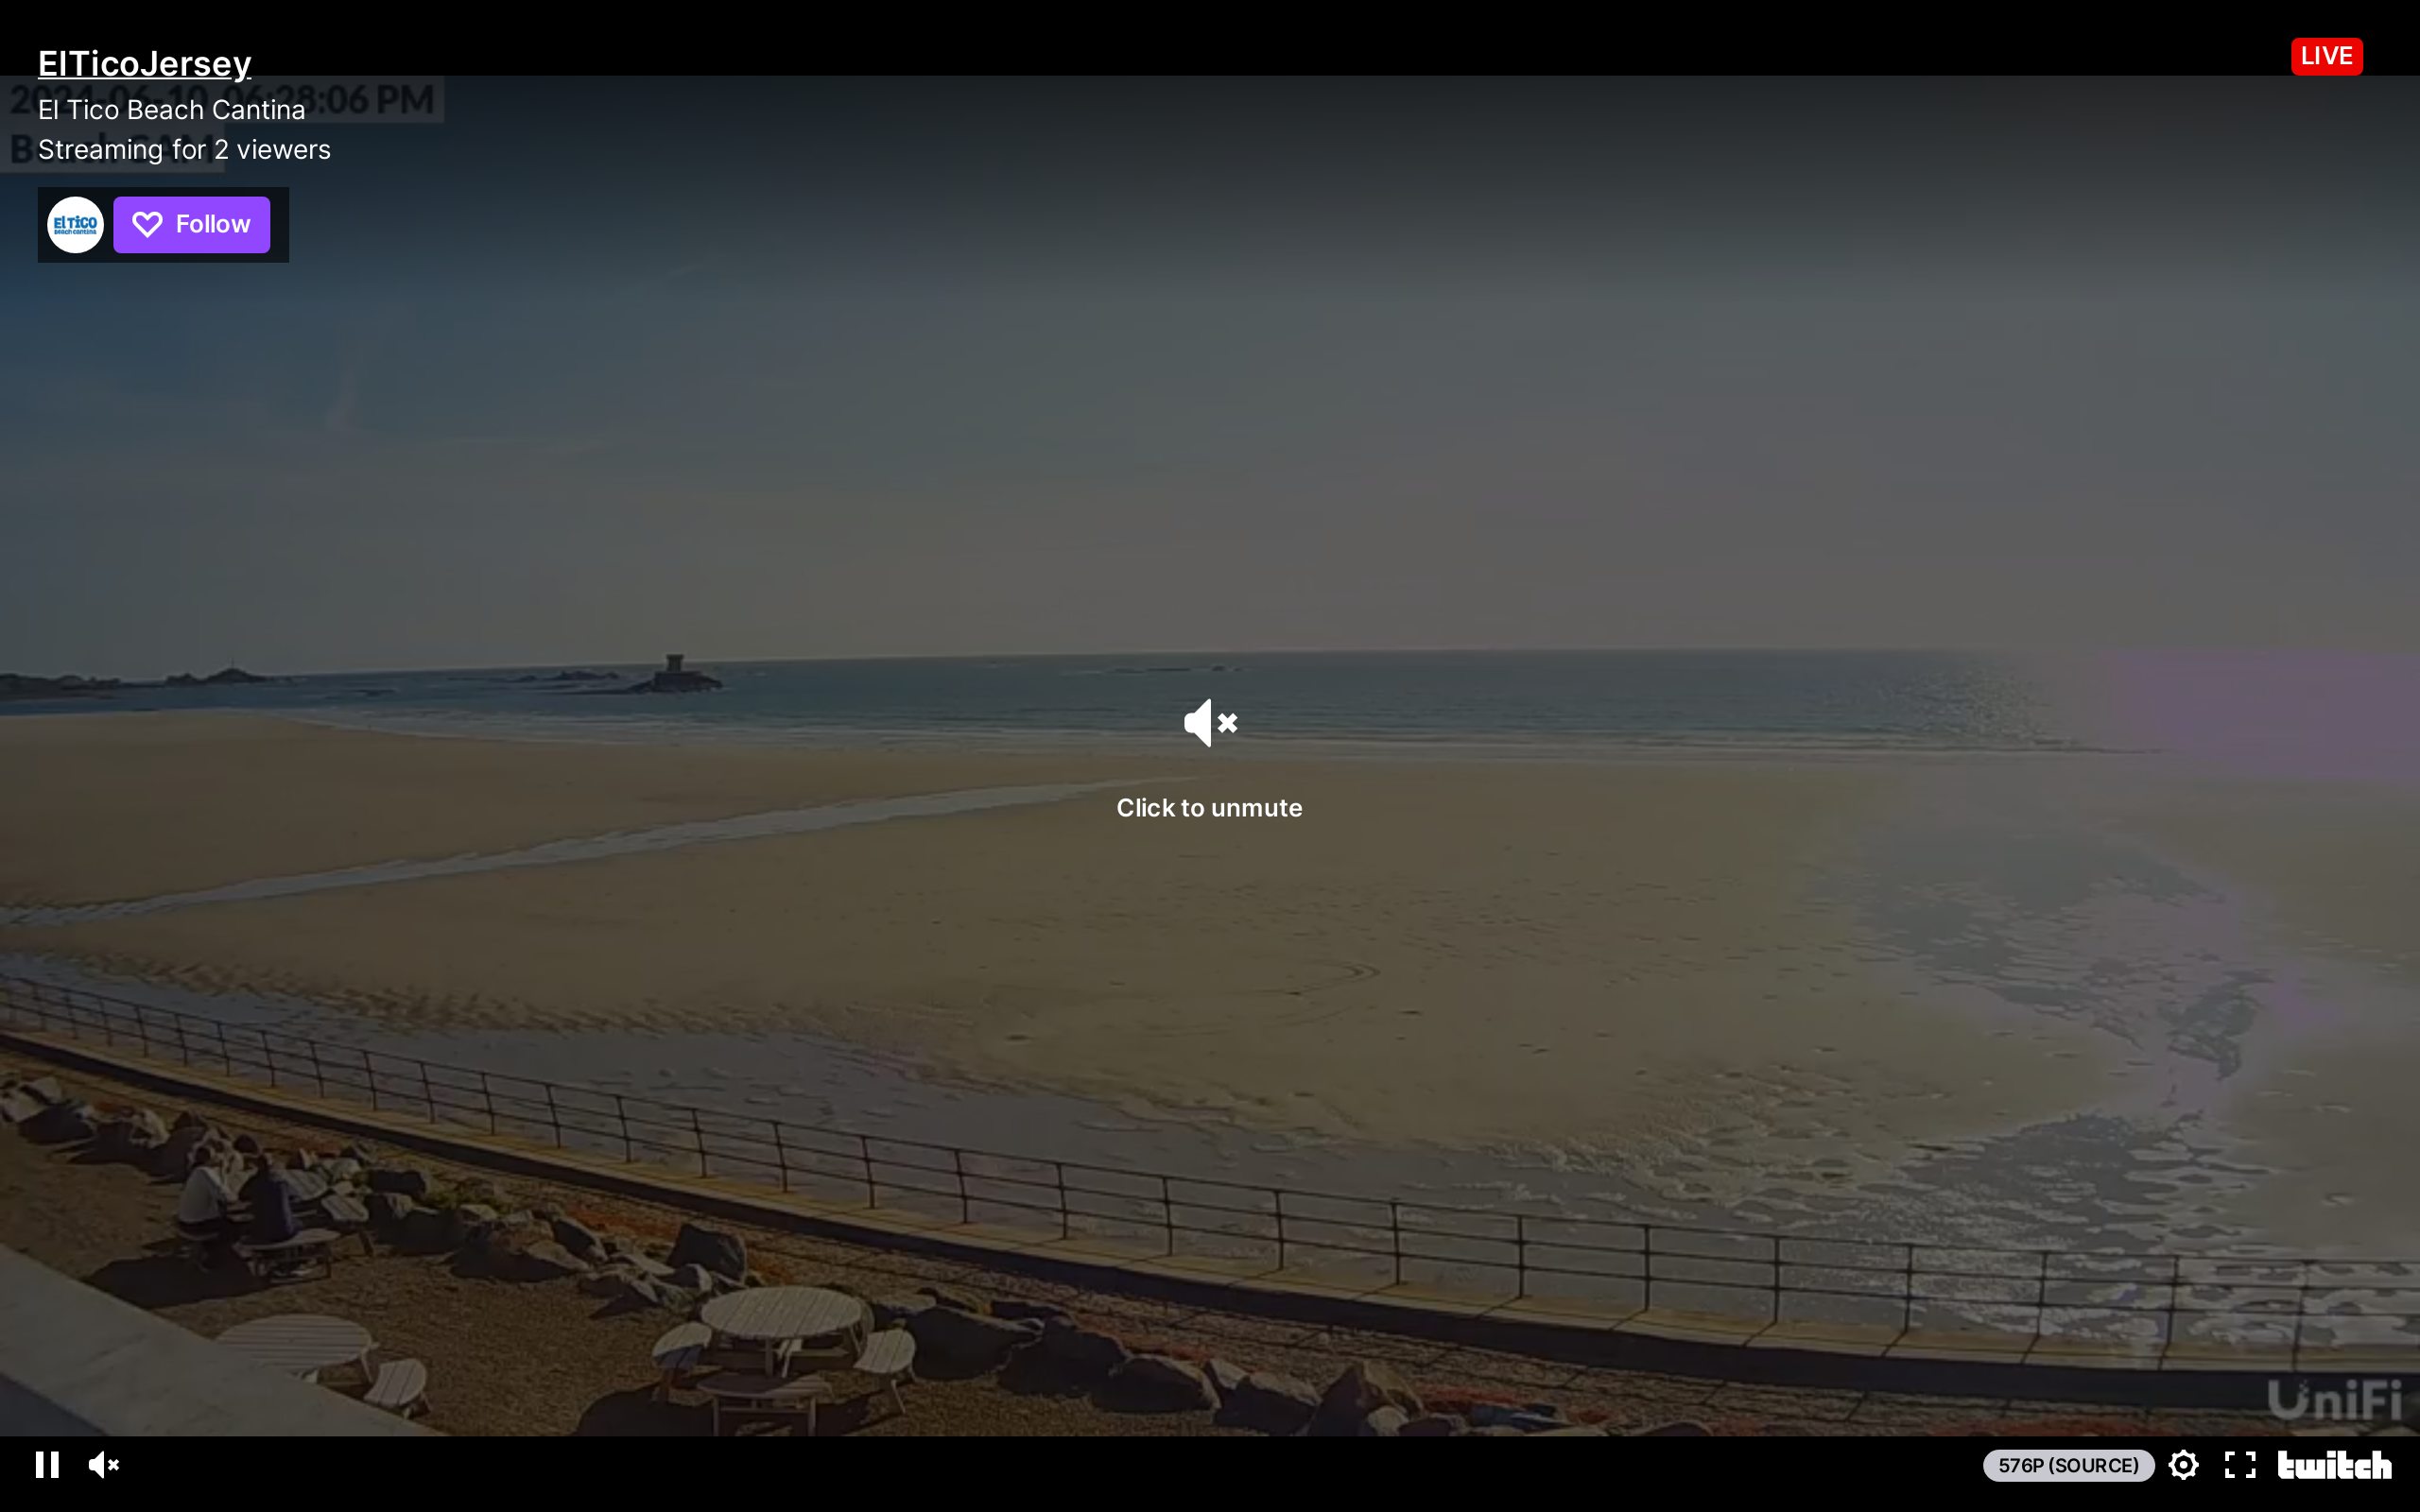 ElTicoJersey
LIVE
2024-06-10 06:28:06 PM
El Tico Beach Cantina
Streaming for 2 viewers
El Tico
Beach Cantina
Follow
Click to unmute
UniFi
576P (SOURCE)
twitch